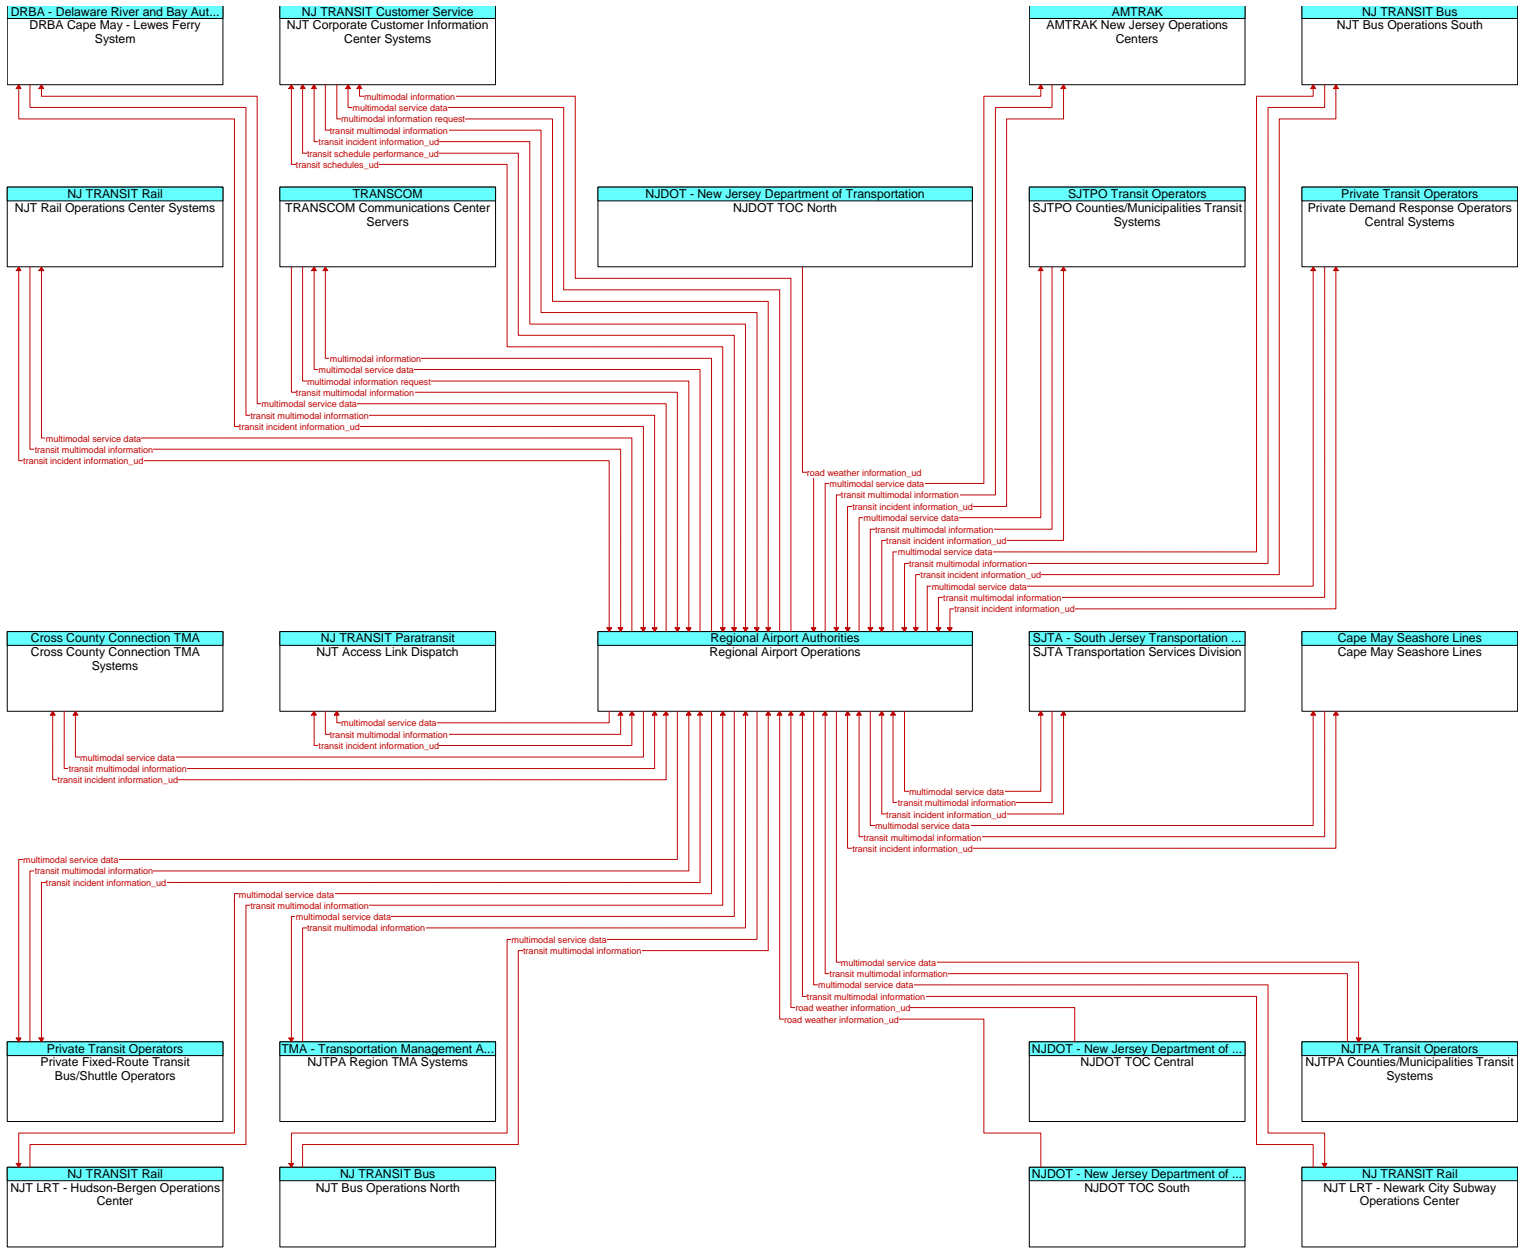 DRBA - Delaware River and Bay Aut...
DRBA Cape May - Lewes Ferry
System
NJ TRANSIT Customer Service
NJT Corporate Customer Information
Center Systems
AMTRAK
AMTRAK New Jersey Operations
Centers
NJ TRANSIT Bus
NJT Bus Operations South
multimodal information
multimodal service data
multimodal information request
transit multimodal information
transit incident information_ud
transit schedule performance_ud
transit schedules_ud
NJ TRANSIT Rail
NJT Rail Operations Center Systems
TRANSCOM
TRANSCOM Communications Center
Servers
NJDOT - New Jersey Department of Transportation
NJDOT TOC North
SJTPO Transit Operators
SJTPO Counties/Municipalities Transit
Systems
Private Transit Operators
Private Demand Response Operators
Central Systems
multimodal information
multimodal service data
multimodal information request
transit multimodal information
multimodal service data
transit multimodal information
transit incident information_ud
multimodal service data
transit multimodal information
transit incident information_ud
road weather information_ud
multimodal service data
transit multimodal information
transit incident information_ud
multimodal service data
transit multimodal information
transit incident information_ud
multimodal service data
transit multimodal information
transit incident information_ud
multimodal service data
transit multimodal information
transit incident information_ud
Cross County Connection TMA
Cross County Connection TMA
Systems
NJ TRANSIT Paratransit
NJT Access Link Dispatch
Regional Airport Authorities
Regional Airport Operations
SJTA - South Jersey Transportation ...
SJTA Transportation Services Division
Cape May Seashore Lines
Cape May Seashore Lines
multimodal service data
transit multimodal information
transit incident information_ud
multimodal service data
transit multimodal information
transit incident information_ud
multimodal service data
transit multimodal information
transit incident information_ud
multimodal service data
transit multimodal information
transit incident information_ud
multimodal service data
transit multimodal information
transit incident information_ud
multimodal service data
transit multimodal information
multimodal service data
transit multimodal information
multimodal service data
transit multimodal information
multimodal service data
transit multimodal information
multimodal service data
transit multimodal information
road weather information_ud
road weather information_ud
Private Transit Operators
Private Fixed-Route Transit
Bus/Shuttle Operators
TMA - Transportation Management A...
NJTPA Region TMA Systems
NJDOT - New Jersey Department of ...
NJDOT TOC Central
NJTPA Transit Operators
NJTPA Counties/Municipalities Transit
Systems
NJ TRANSIT Rail
NJT LRT - Hudson-Bergen Operations
Center
NJ TRANSIT Bus
NJT Bus Operations North
NJDOT - New Jersey Department of ...
NJDOT TOC South
NJ TRANSIT Rail
NJT LRT - Newark City Subway
Operations Center